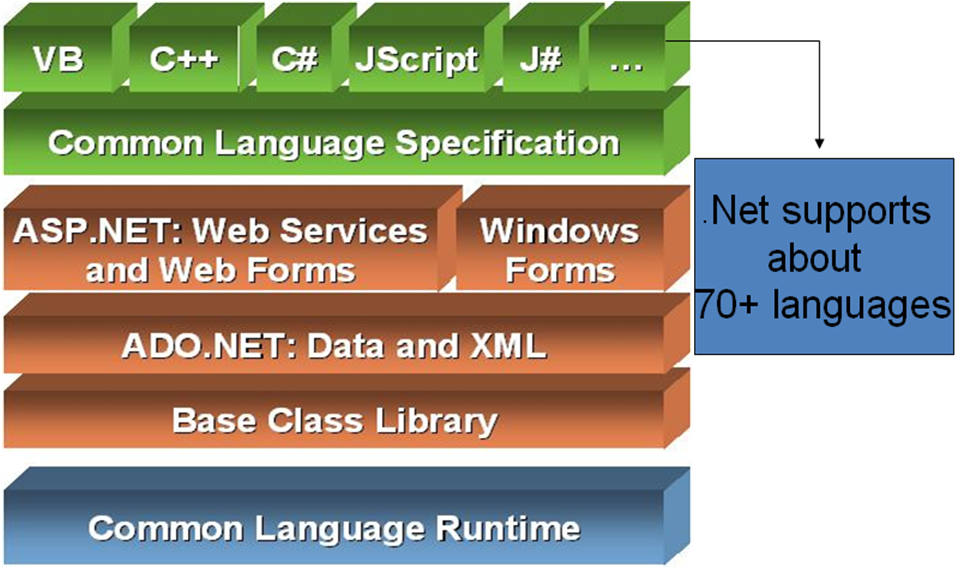 VB C++ C# JScript J# ...
Common Language Specification
ASP.NET: Web Services
and Web Forms
Windows
Forms
ADO.NET: Data and XML
Base Class Library
Common Language Runtime
.Net supports
about
70+ languages